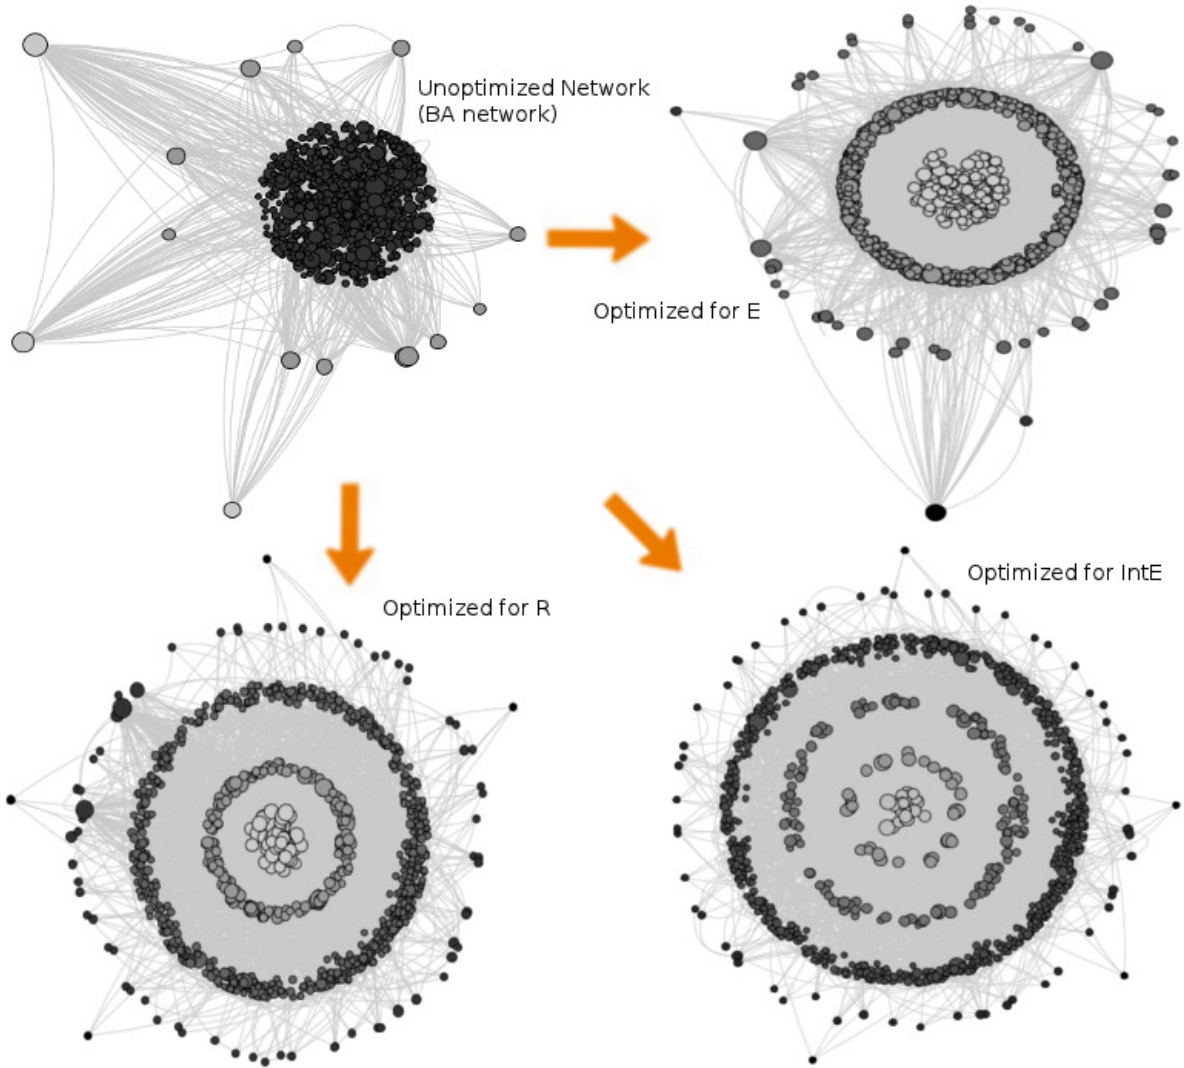 Unoptimized Network
(BA network)
Optimized for E
Optimized for IntE
Optimized for R